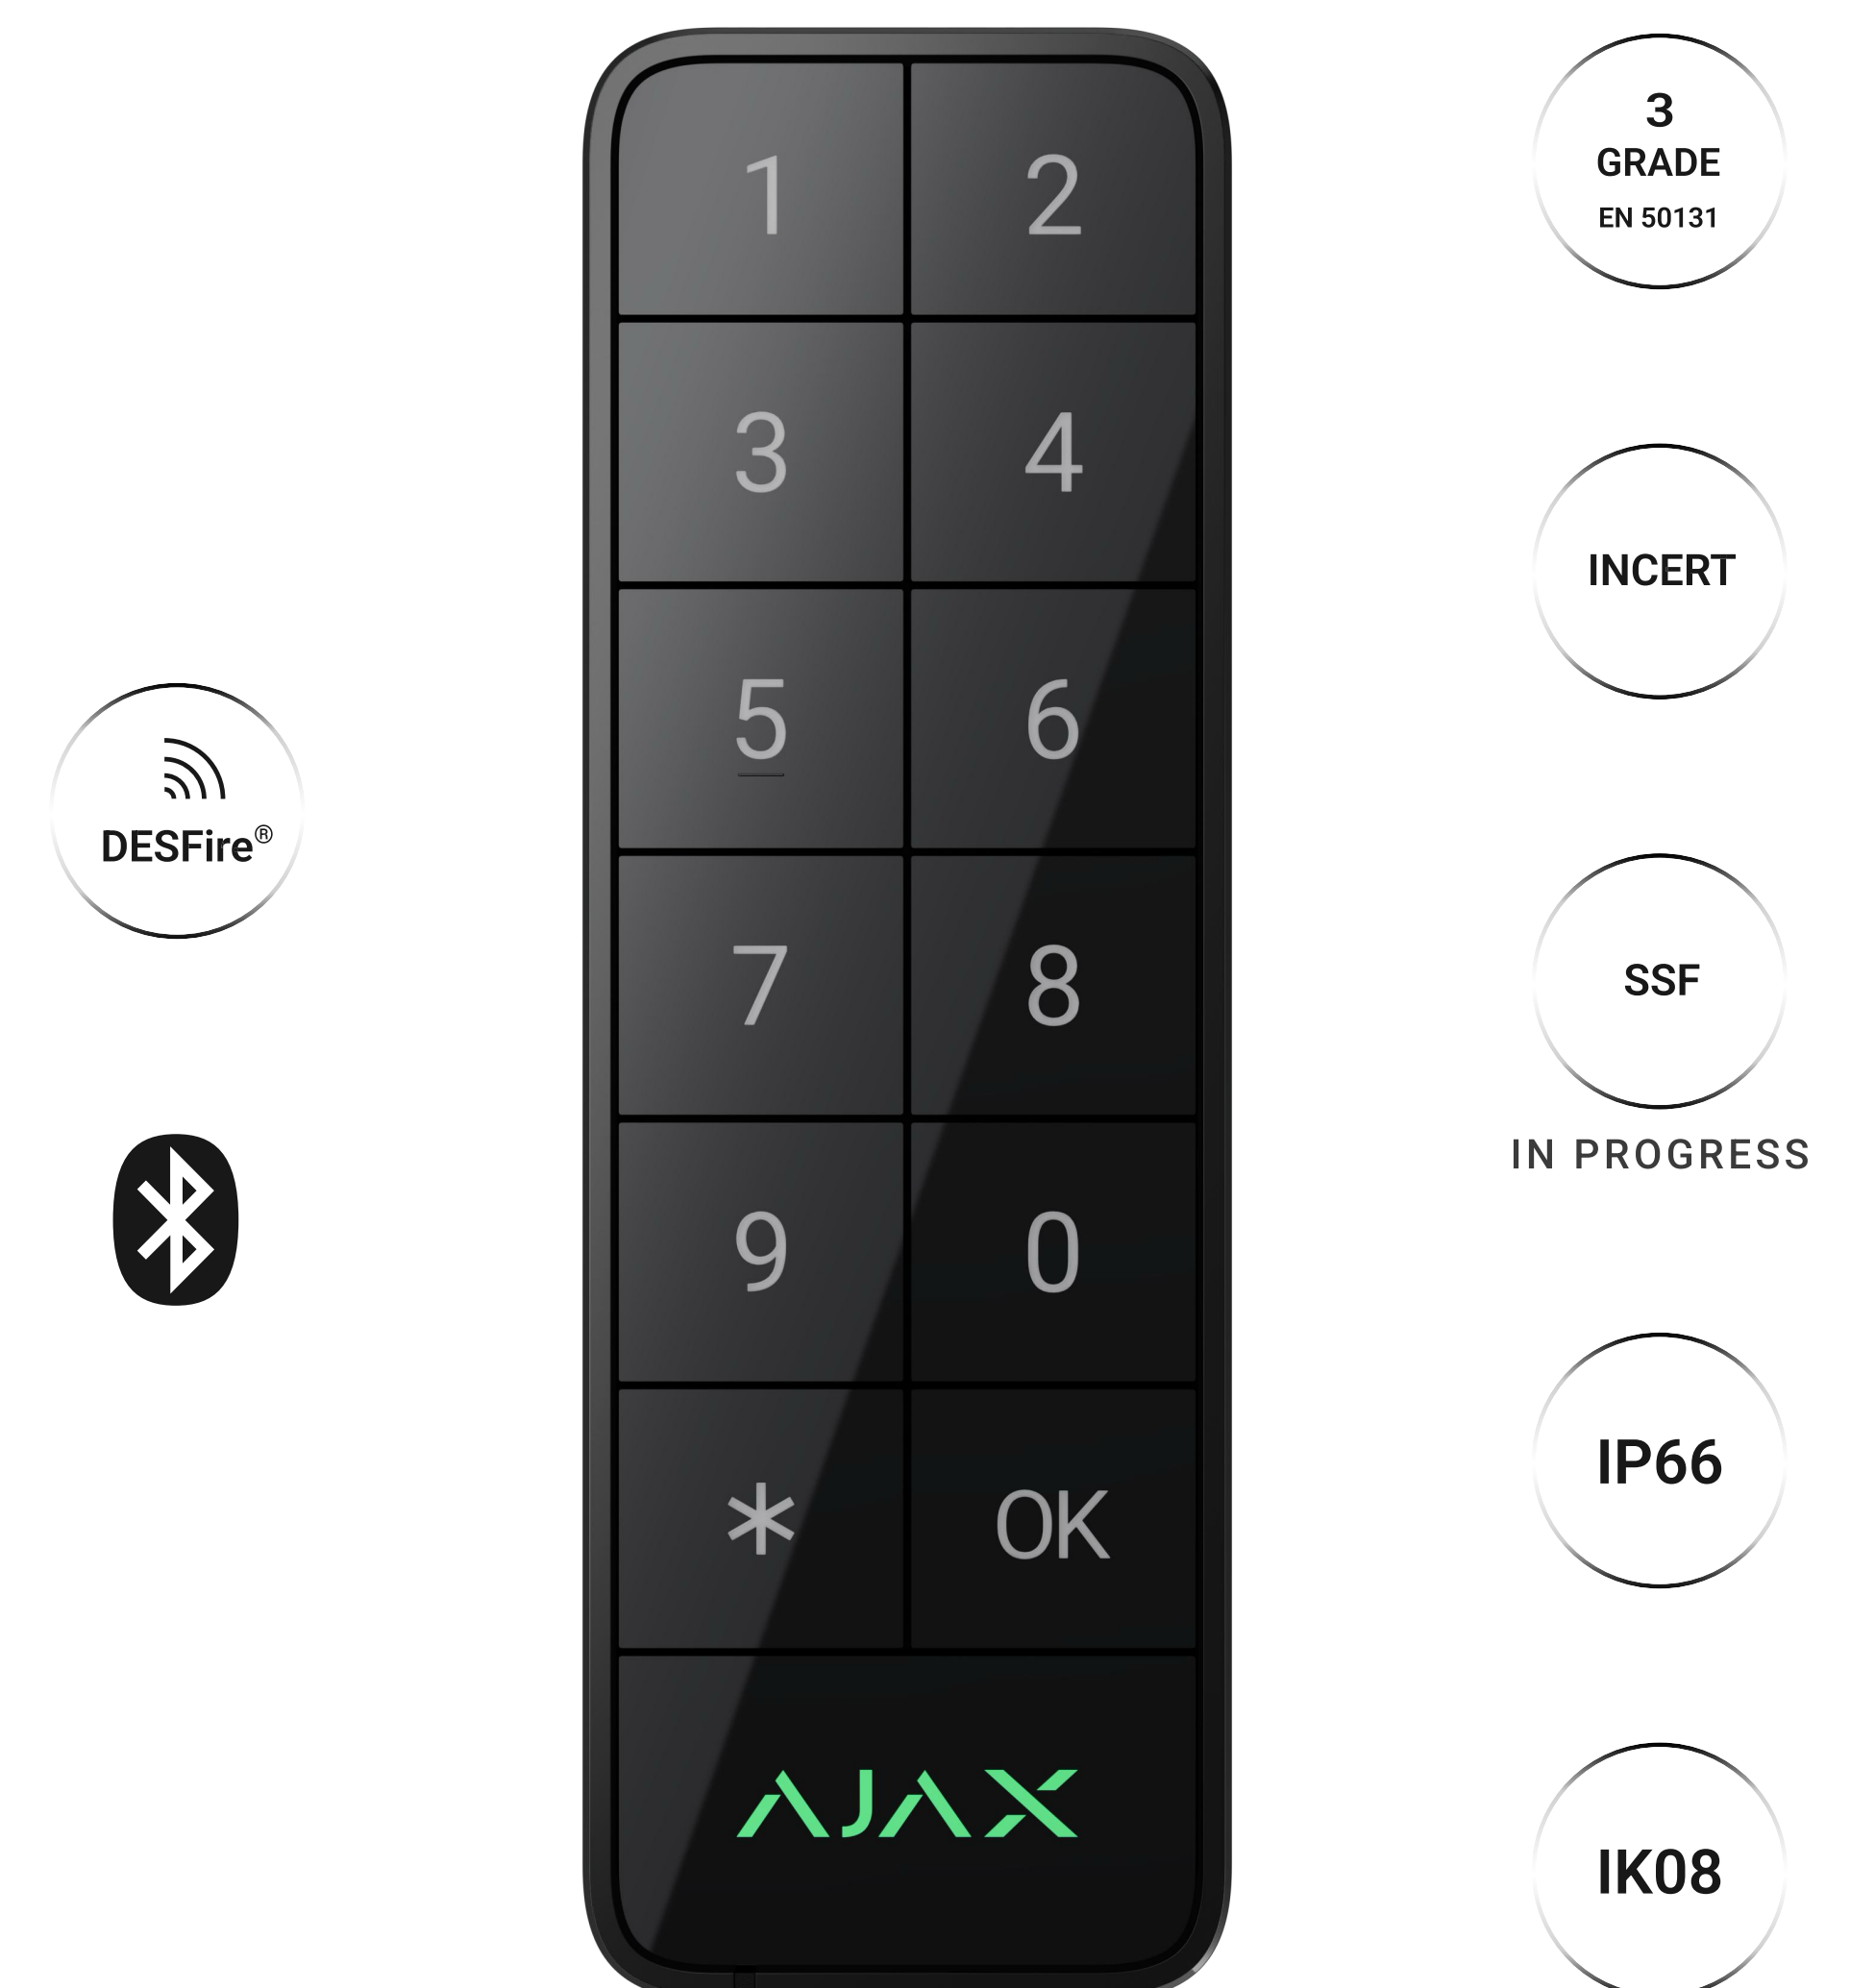 DESFire®
1 2
3 4
5 6
7 8
9 0
* OK
AJAX
3
GRADE
EN 50131
INCERT
SSF
IN PROGRESS
IP66
IK08